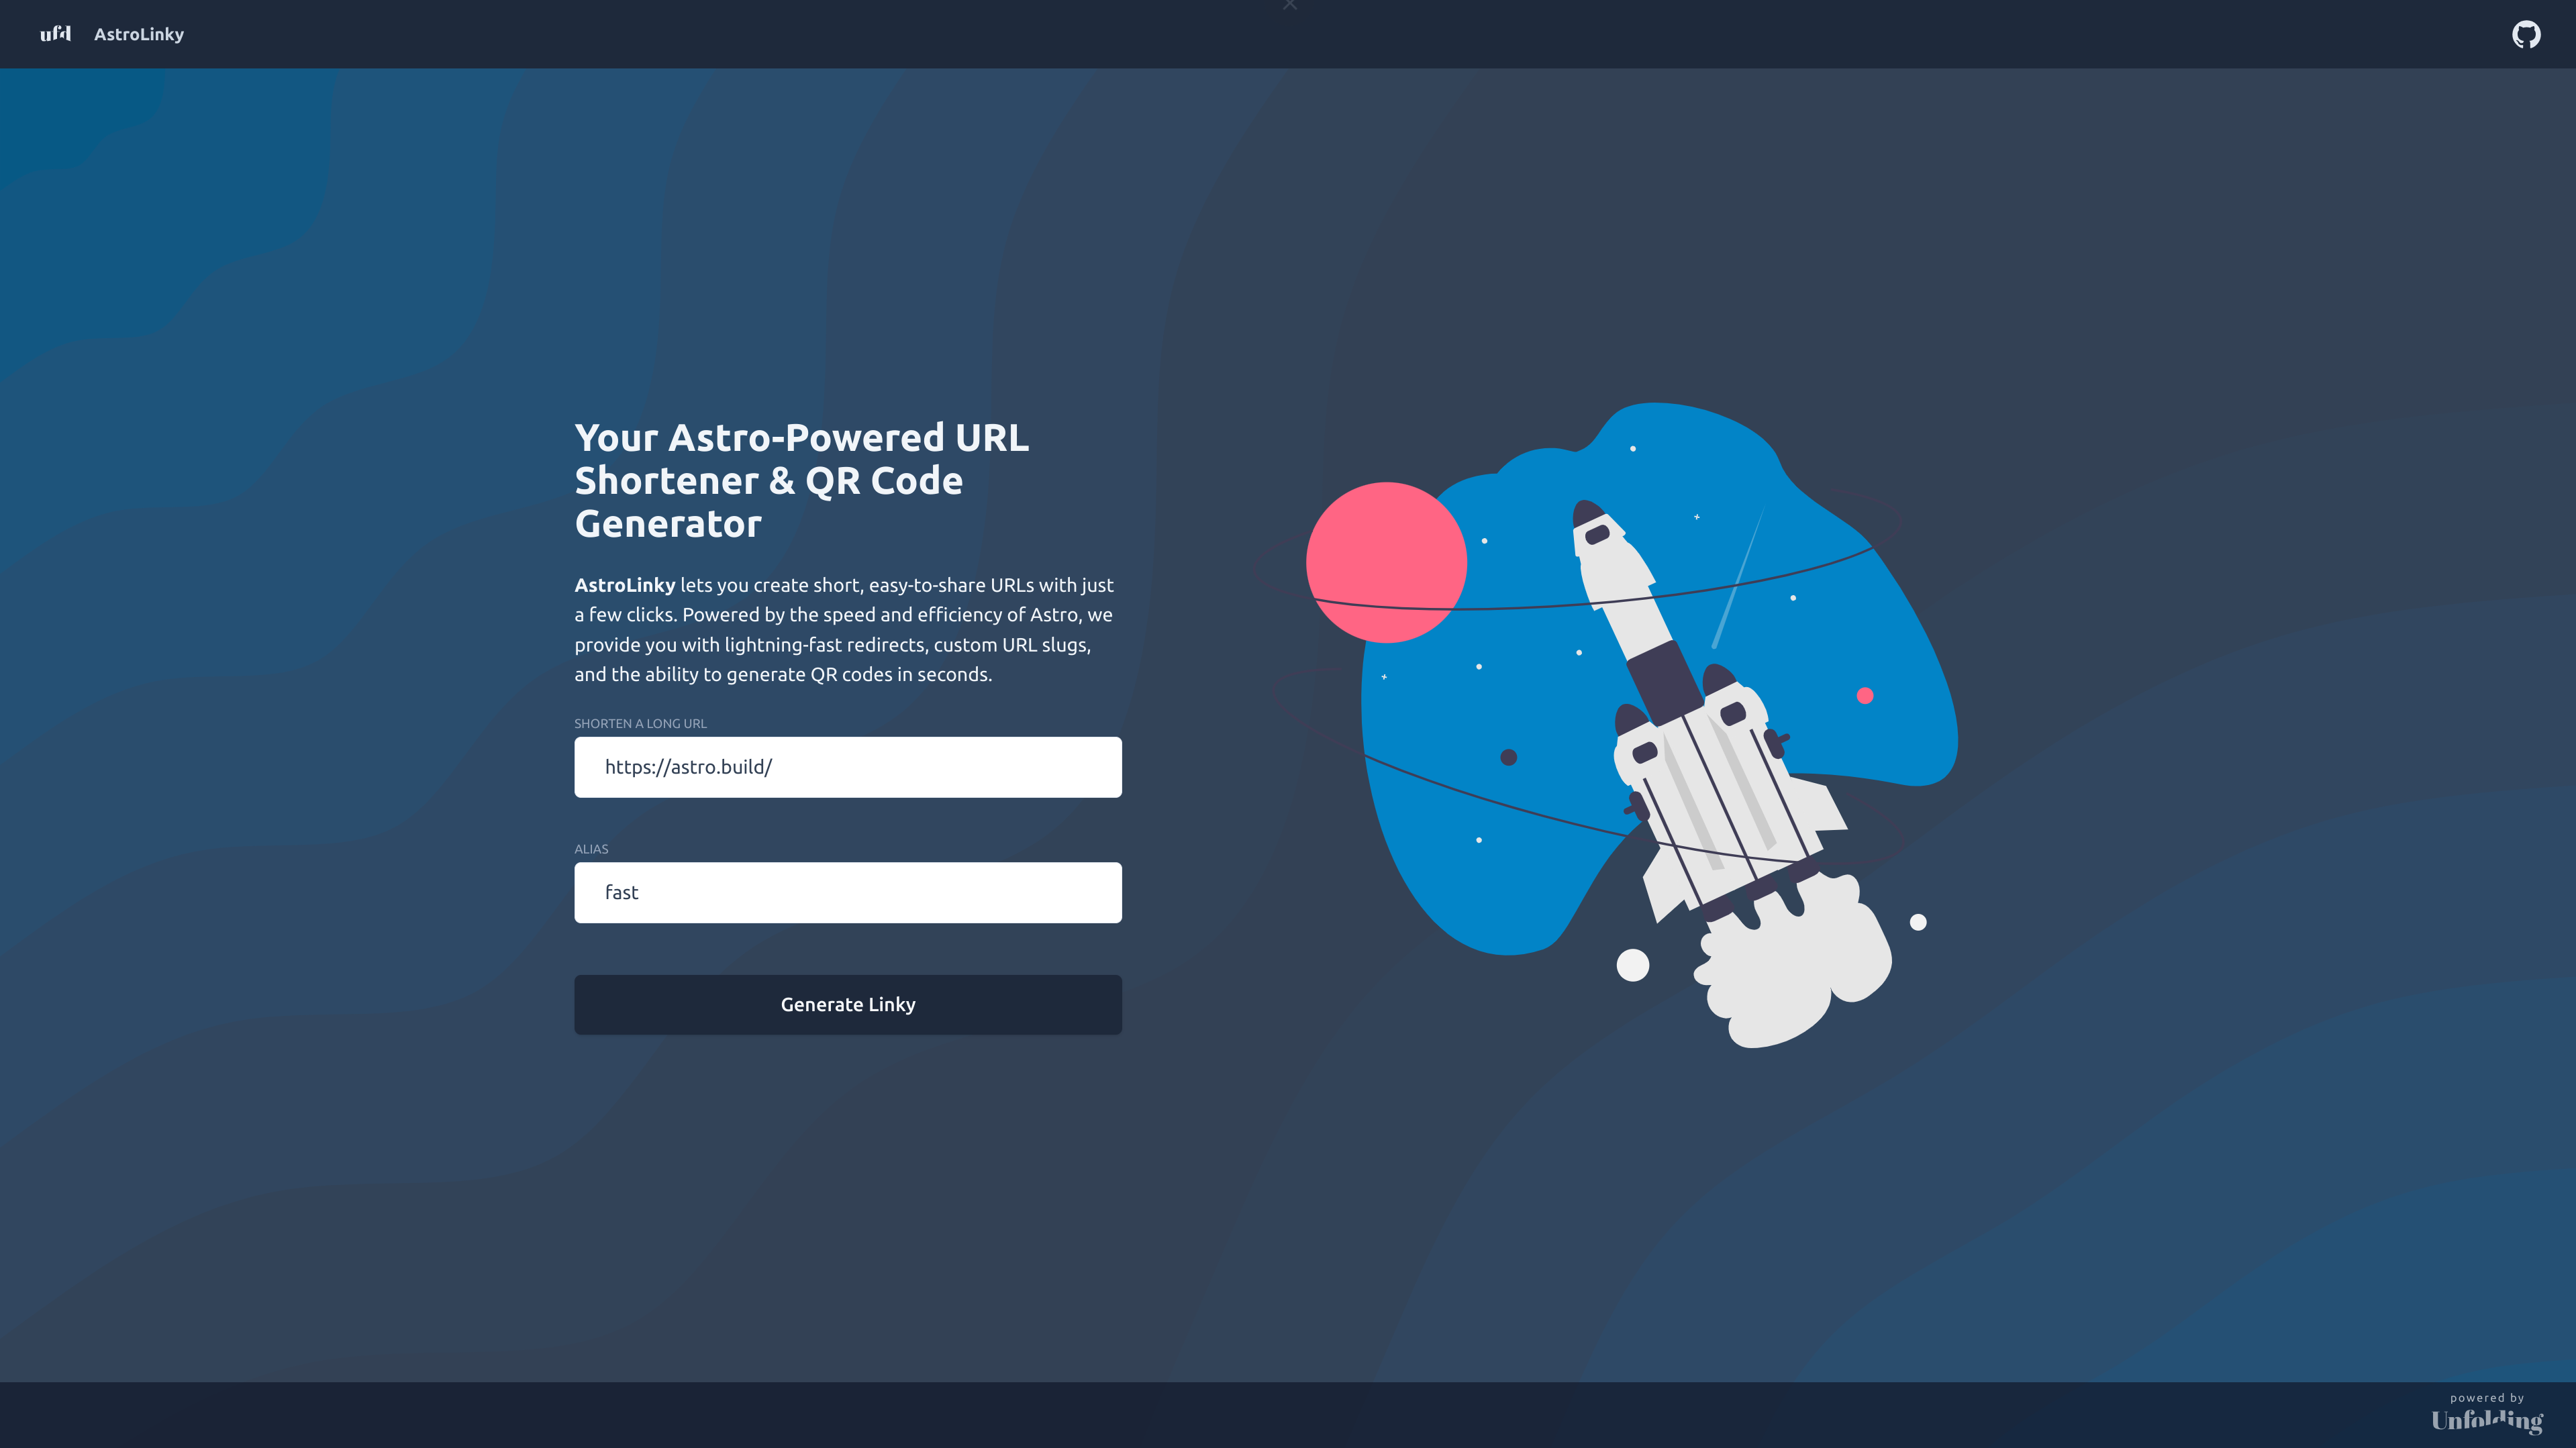 ufd AstroLinky
Your Astro-Powered URL
Shortener & QR Code
Generator
AstroLinky lets you create short, easy-to-share URLs with just
a few clicks. Powered by the speed and efficiency of Astro, we
provide you with lightning-fast redirects, custom URL slugs,
and the ability to generate QR codes in seconds.
SHORTEN A LONG URL
https://astro.build/
ALIAS
fast
Generate Linky
powered by
Unfolding